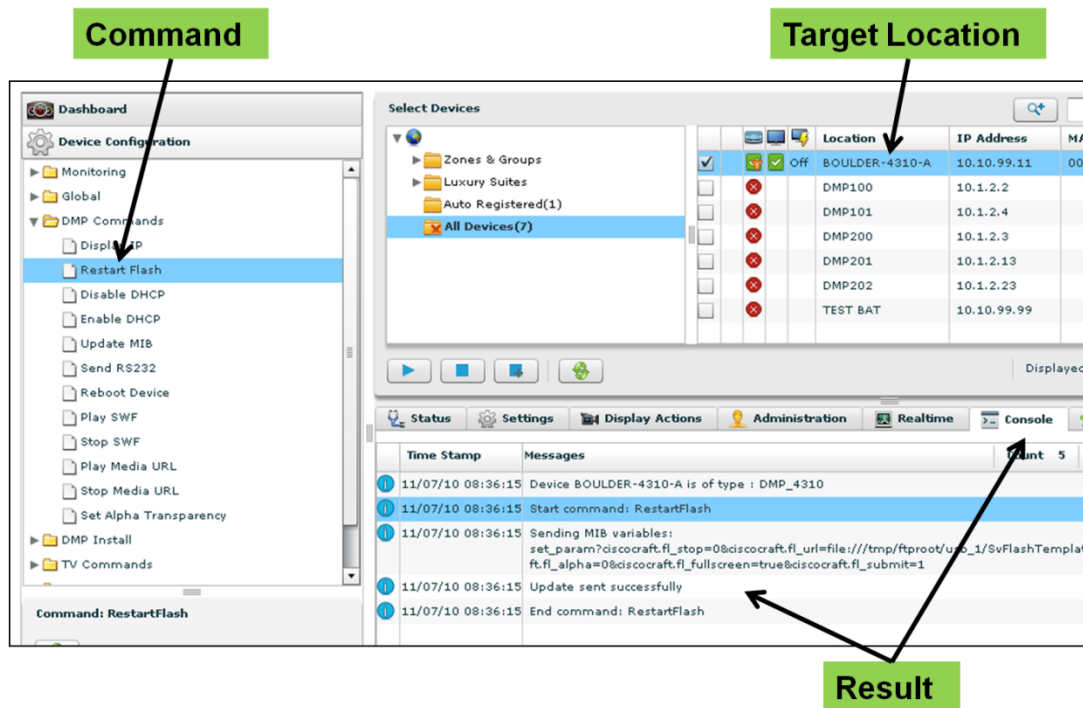 Command
Target Location
Dashboard
Device Configuration
Monitoring
Global
DMP Commands
Display IP
Restart Flash
Disable DHCP
Enable DHCP
Update MIB
Send RS232
Reboot Device
Play SWF
Stop SWF
Play Media URL
Stop Media URL
Set Alpha Transparency
DMP Install
TV Commands
Command: RestartFlash
Select Devices
Zones & Groups
Luxury Suites
Auto Registered(1)
All Devices(7)
Location IP Address MA
Off BOULDER-4310-A 10.10.99.11 00
DMP100 10.1.2.2
DMP101 10.1.2.4
DMP200 10.1.2.3
DMP201 10.1.2.13
DMP202 10.1.2.23
TEST BAT 10.10.99.99
Displayed
Status Settings Display Actions Administration Realtime Console
Time Stamp Messages Count 5
11/07/10 08:36:15 Device BOULDER-4310-A is of type : DMP_4310
11/07/10 08:36:15 Start command: RestartFlash
11/07/10 08:36:15 Sending MIB variables:
set_param?ciscocraft.fl_stop=0&ciscocraft.fl_url=file:///tmp/ftproot/usb_1/SvFlashTemplat
ft.fl_alpha=0&ciscocraft.fl_fullscreen=true&ciscocraft.fl_submit=1
11/07/10 08:36:15 Update sent successfully
11/07/10 08:36:15 End command: RestartFlash
Result